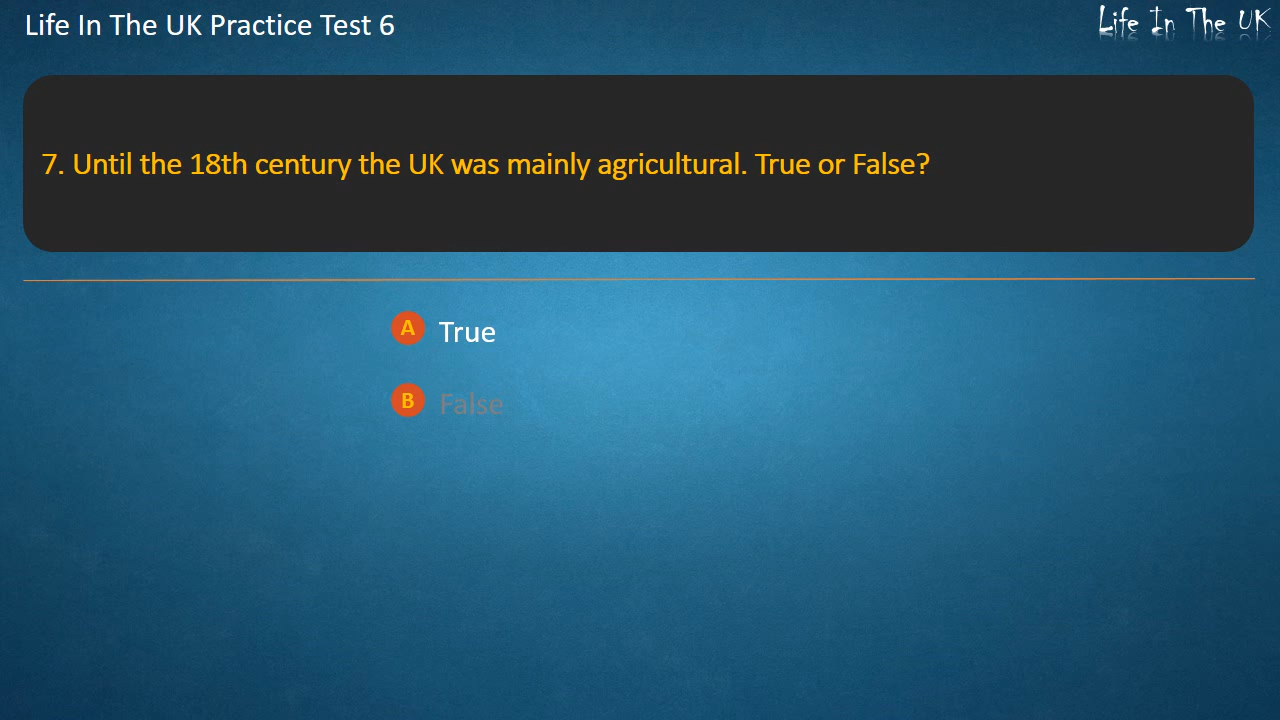 Life In The UK Practice Test 6
Life In The UK
7. Until the 18th century the UK was mainly agricultural. True or False?
A True
B False